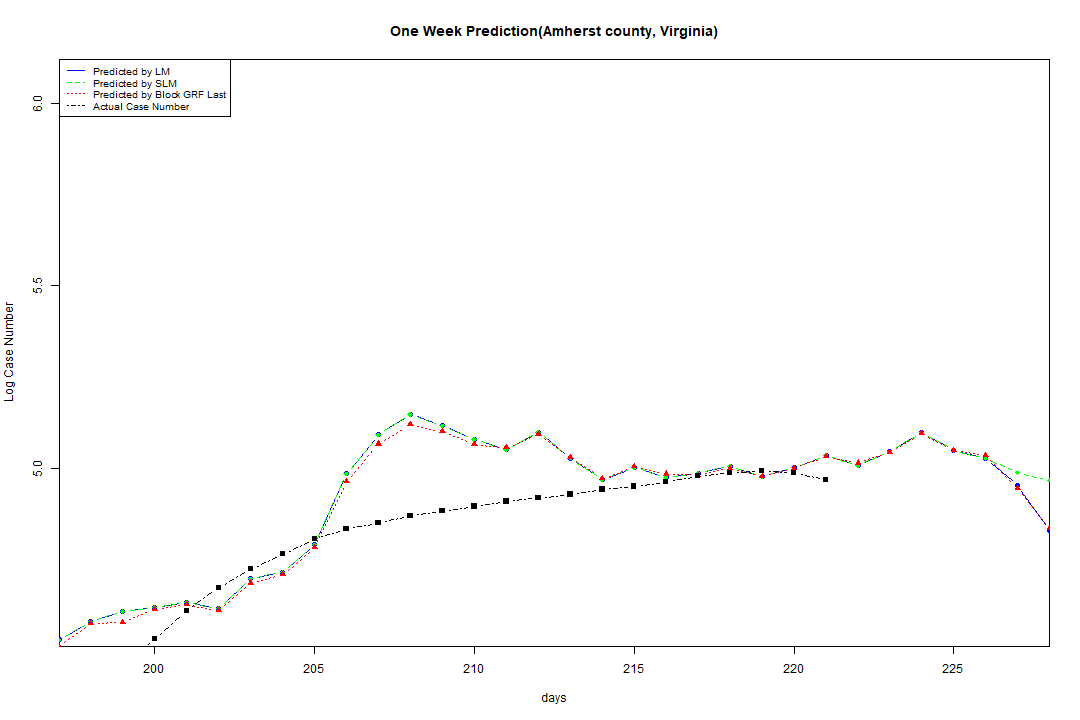 One Week Prediction(Amherst county, Virginia)
Predicted by LM
Predicted by SLM
Predicted by Block GRF Last
Actual Case Number
6.0
5.5
5.0
Log Case Number
200 205 210 215 220 225
days